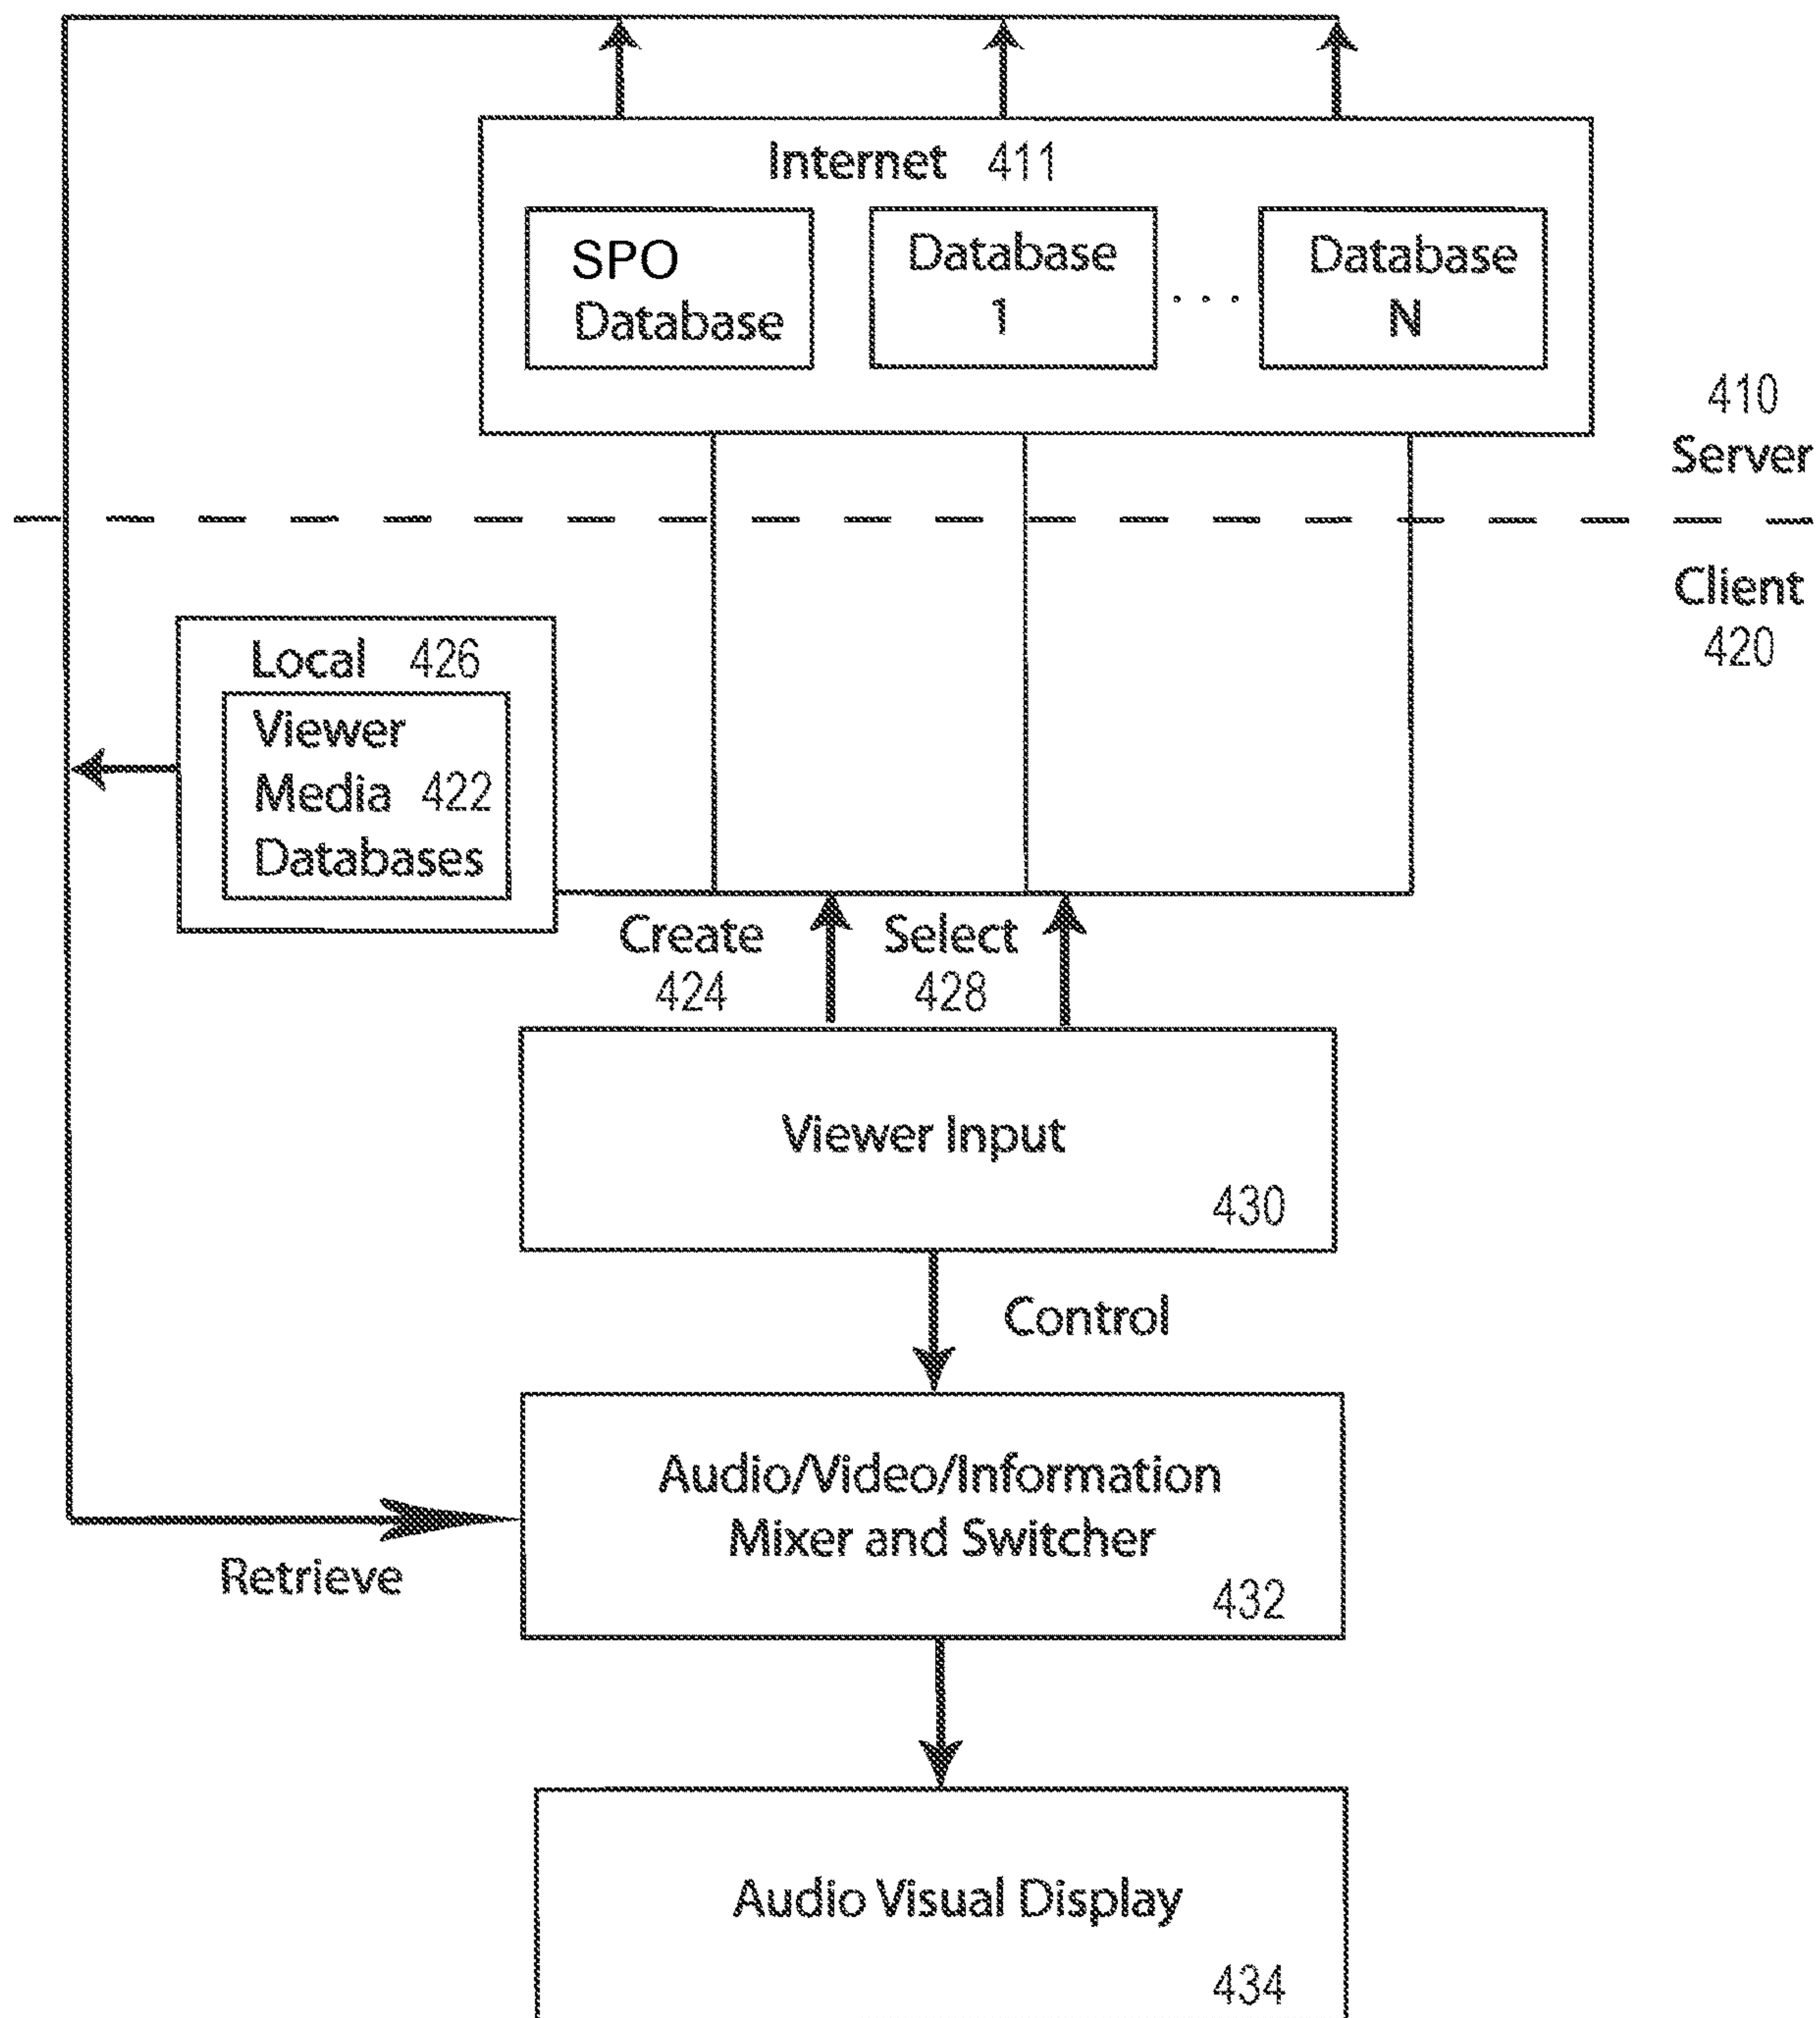 Internet 411
SPO
Database
Database
1
. . .
Database
N
410
Server
Client
420
Local 426
Viewer
Media 422
Databases
Create
424
Select
428
Viewer Input
430
Control
Audio/Video/Information
Mixer and Switcher
432
Retrieve
Audio Visual Display
434